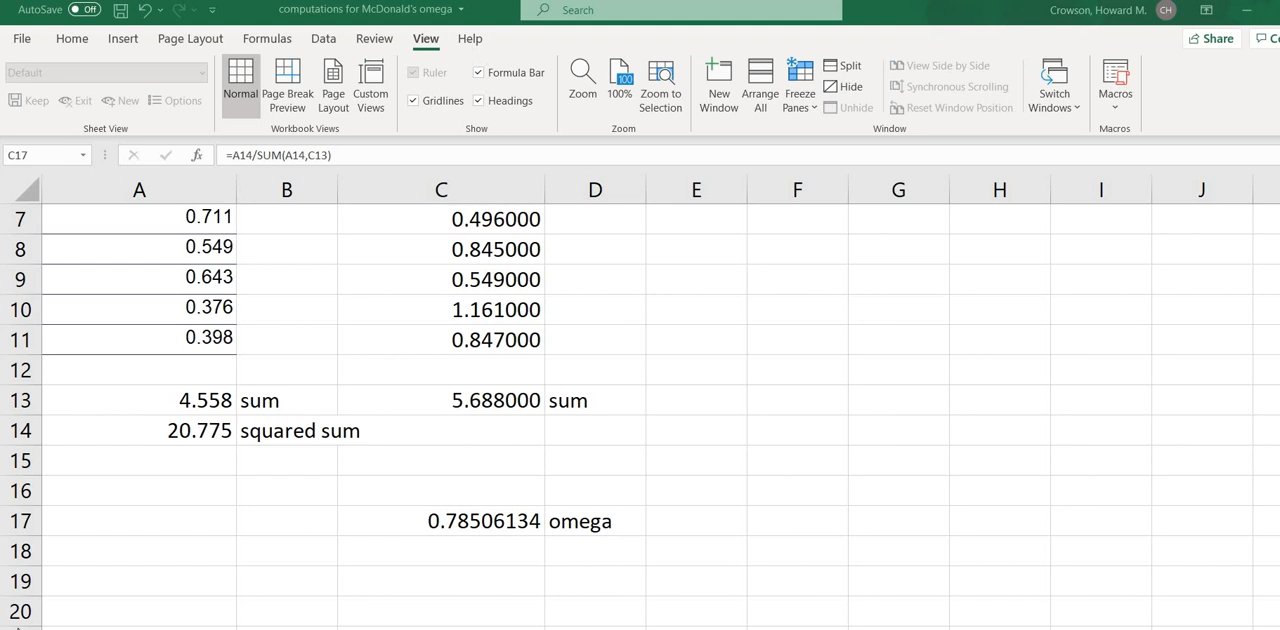 AutoSave Off computations for McDonald's omega Search Crowson, Howard M. CH
File Home Insert Page Layout Formulas Data Review View Help Share
Default Ruler Formula Bar Split View Side by Side
Keep Exit New Options Gridlines Headings Hide Synchronous Scrolling
Unhide Reset Window Position
Normal Page Break Preview Page Layout Custom Views Zoom 100% Zoom to Selection New Window Arrange All Freeze Panes Switch Windows Macros
100
Sheet View Workbook Views Show Zoom Window Macros
C17 fx =A14/SUM(A14,C13)
A B C D E F G H I J
7 0.711 0.496000
8 0.549 0.845000
9 0.643 0.549000
10 0.376 1.161000
11 0.398 0.847000
12
13 4.558 sum 5.688000 sum
14 20.775 squared sum
15
16
17 0.78506134 omega
18
19
20